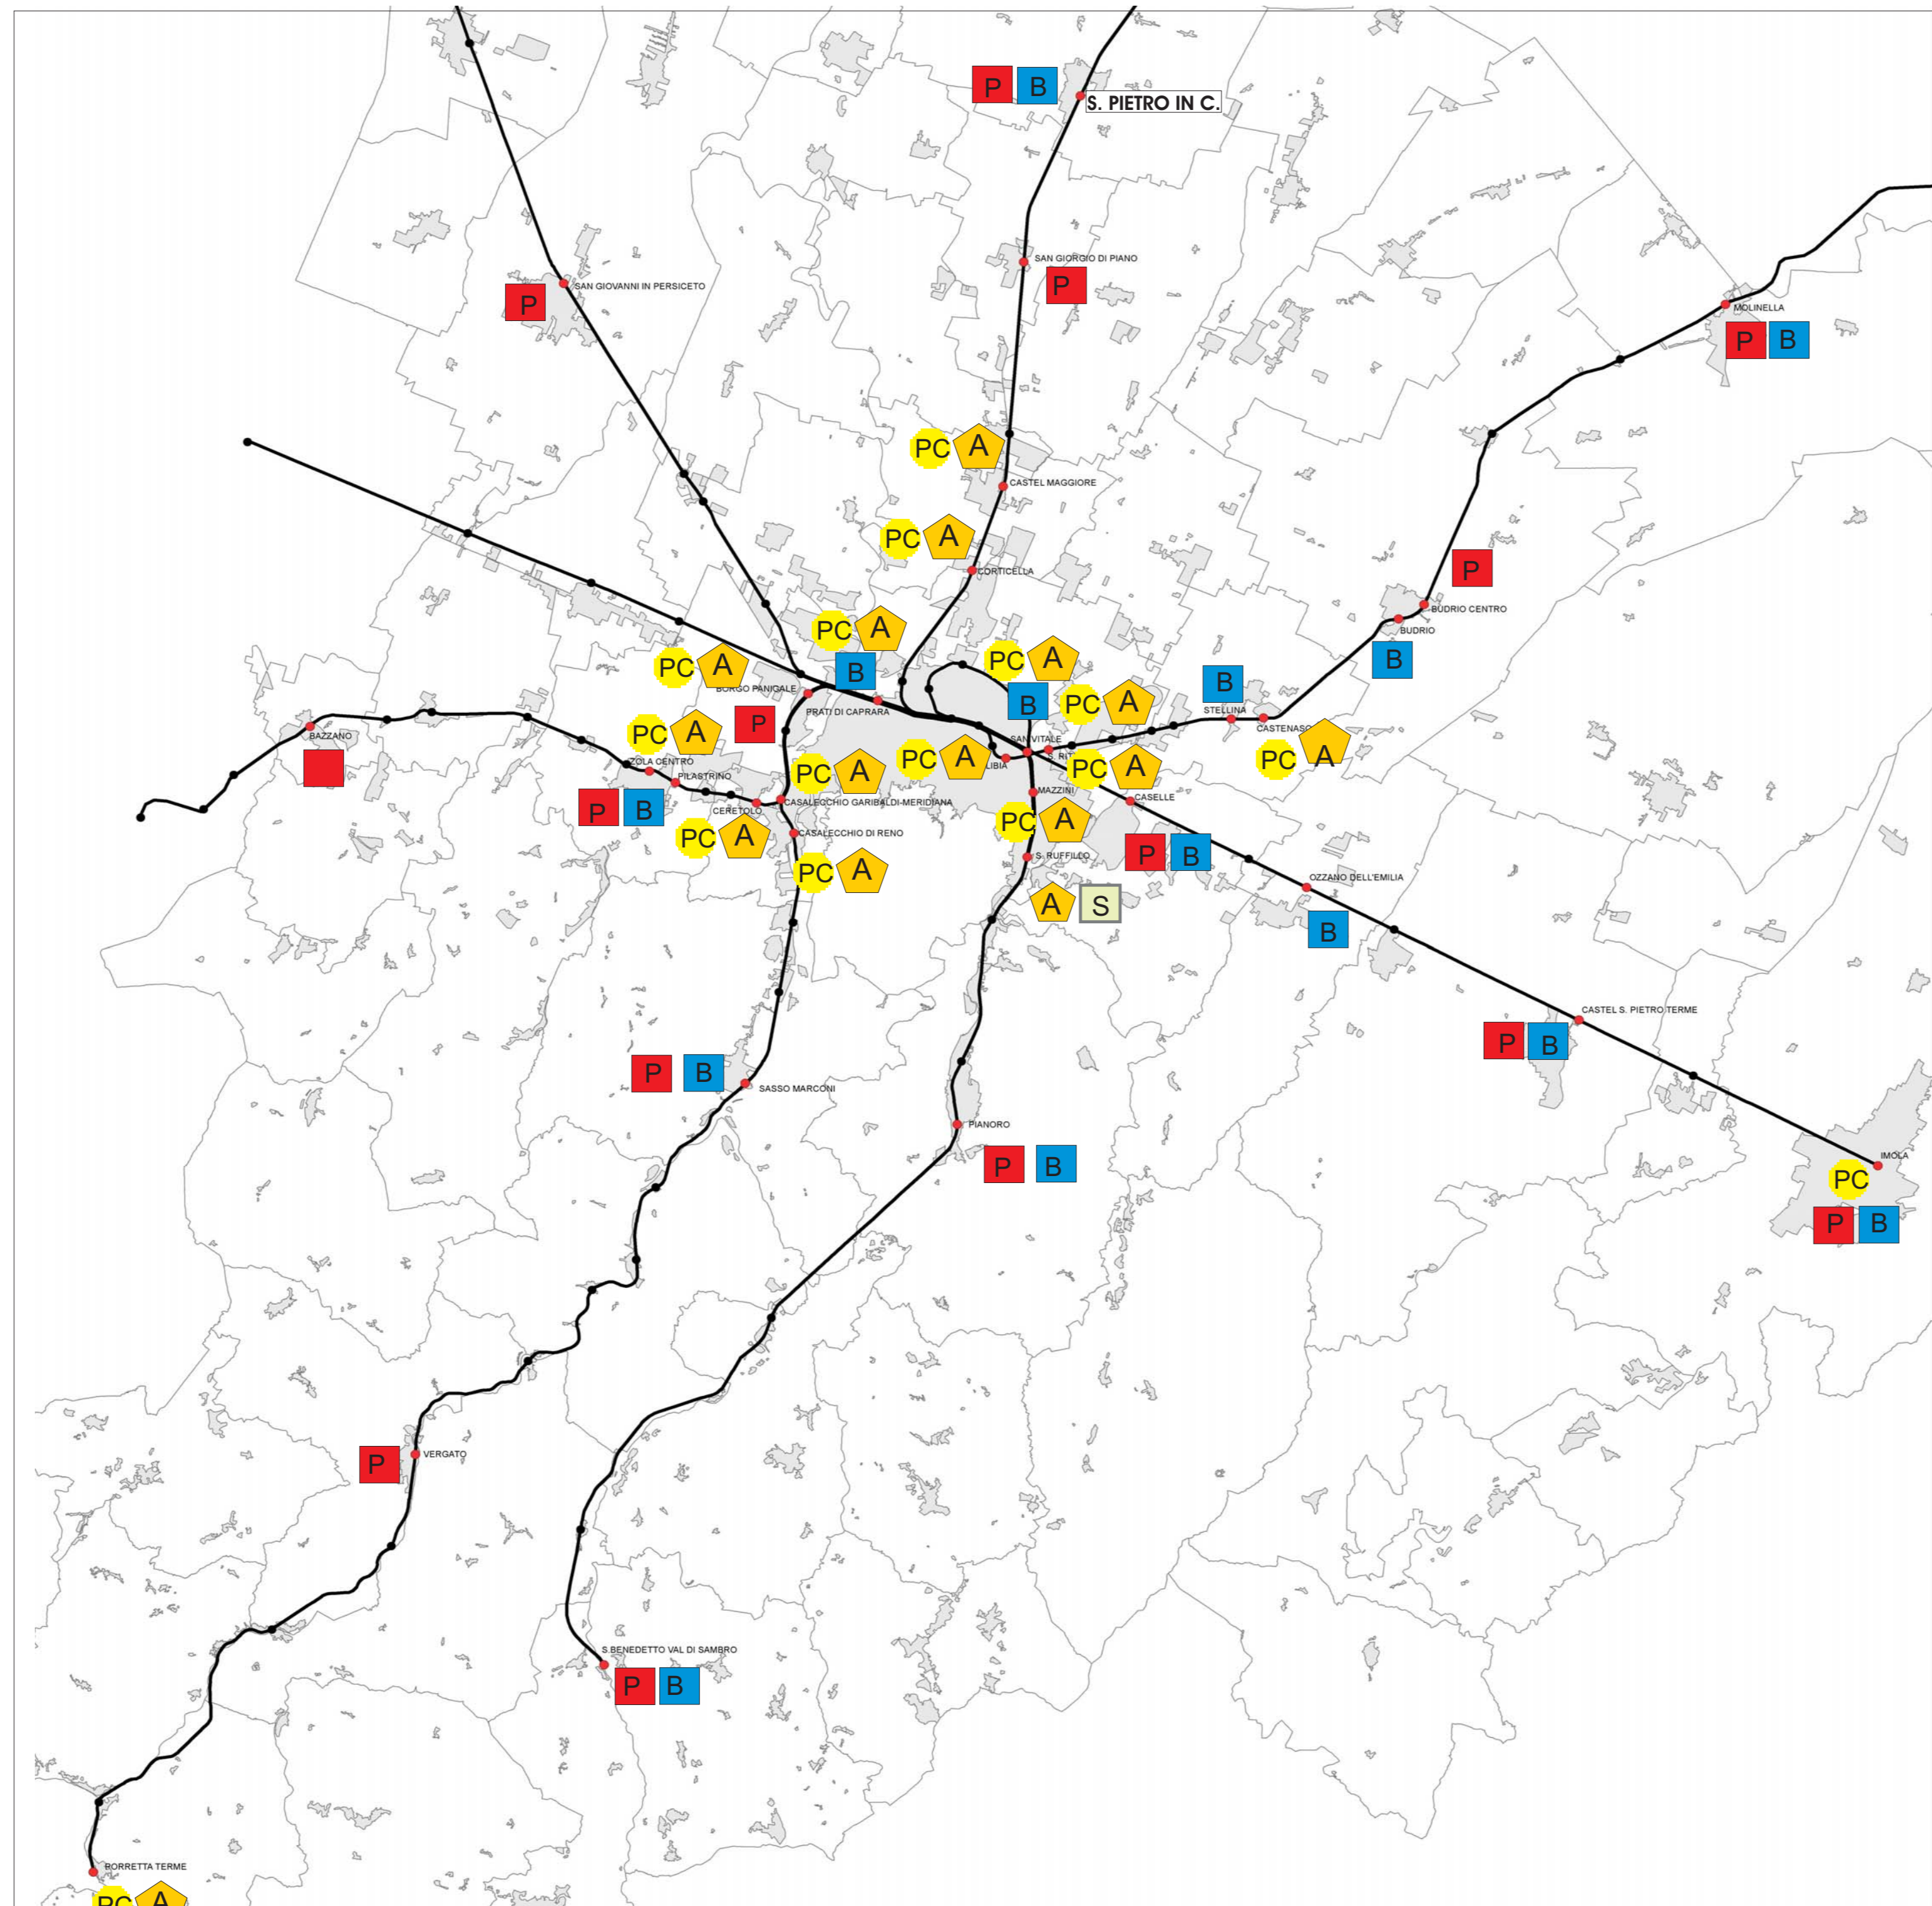 P B
S. PIETRO IN C.
SAN GIORGIO DI PIANO
P
SAN GIOVANNI IN PERSICETO
P
MOLINELLA
P B
PC A
CASTEL MAGGIORE
PC A
CORTICELLA
P
BUDRIO CENTRO
BUDRIO
B
PC A
B
PC A
BORGO PANIGALE
PRATI DI CAPRARA
PC A
B
PC A
B
STELLINA
P
PC A
BAZZANO
SAN VITALE
PC A
PC A
ZOLA CENTRO
PILASTRINO
PC A
PC A
P B
CERETOLO
CASALECCHIO GARIBALDI-MERIDIANA
MAZZINI
CASELLE
PC A
CASALECCHIO DI RENO
PC A
S. RUFFILLO
P B
PC A
OZZANO DELL'EMILIA
A S
B
CASTEL S. PIETRO TERME
P B
P B
SASSO MARCONI
PIANORO
P B
IMOLA
PC
P B
VERGATO
P
S.BENEDETTO VAL DI SAMBRO
P B
PORRETTA TERME
PC A